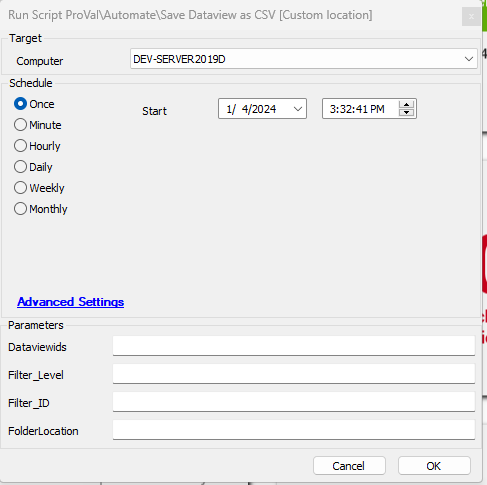 Run Script ProVal\Automate\Save Dataview as CSV [Custom location]
Target
Computer DEV-SERVER2019D
Schedule
Once Start 1/ 4/2024 3:32:41 PM
Minute
Hourly
Daily
Weekly
Monthly
Advanced Settings
Parameters
Dataviewids
Filter_Level
Filter_ID
FolderLocation
Cancel OK